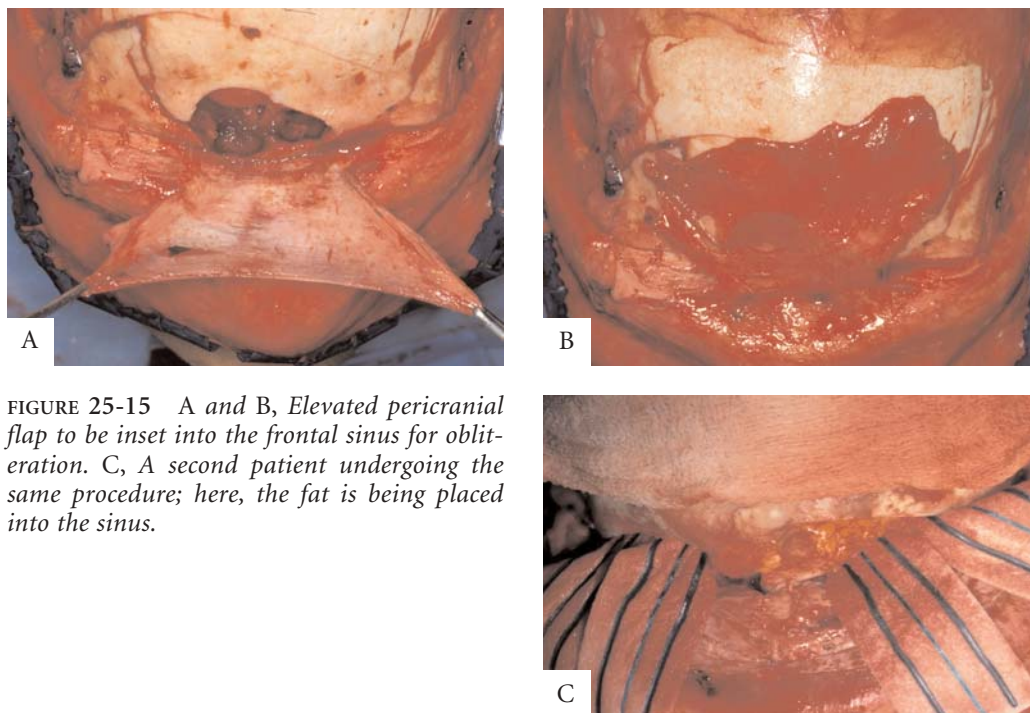 A
B
FIGURE 25-15 A and B, Elevated pericranial
flap to be inset into the frontal sinus for oblit-
eration. C, A second patient undergoing the
same procedure; here, the fat is being placed
into the sinus.
C